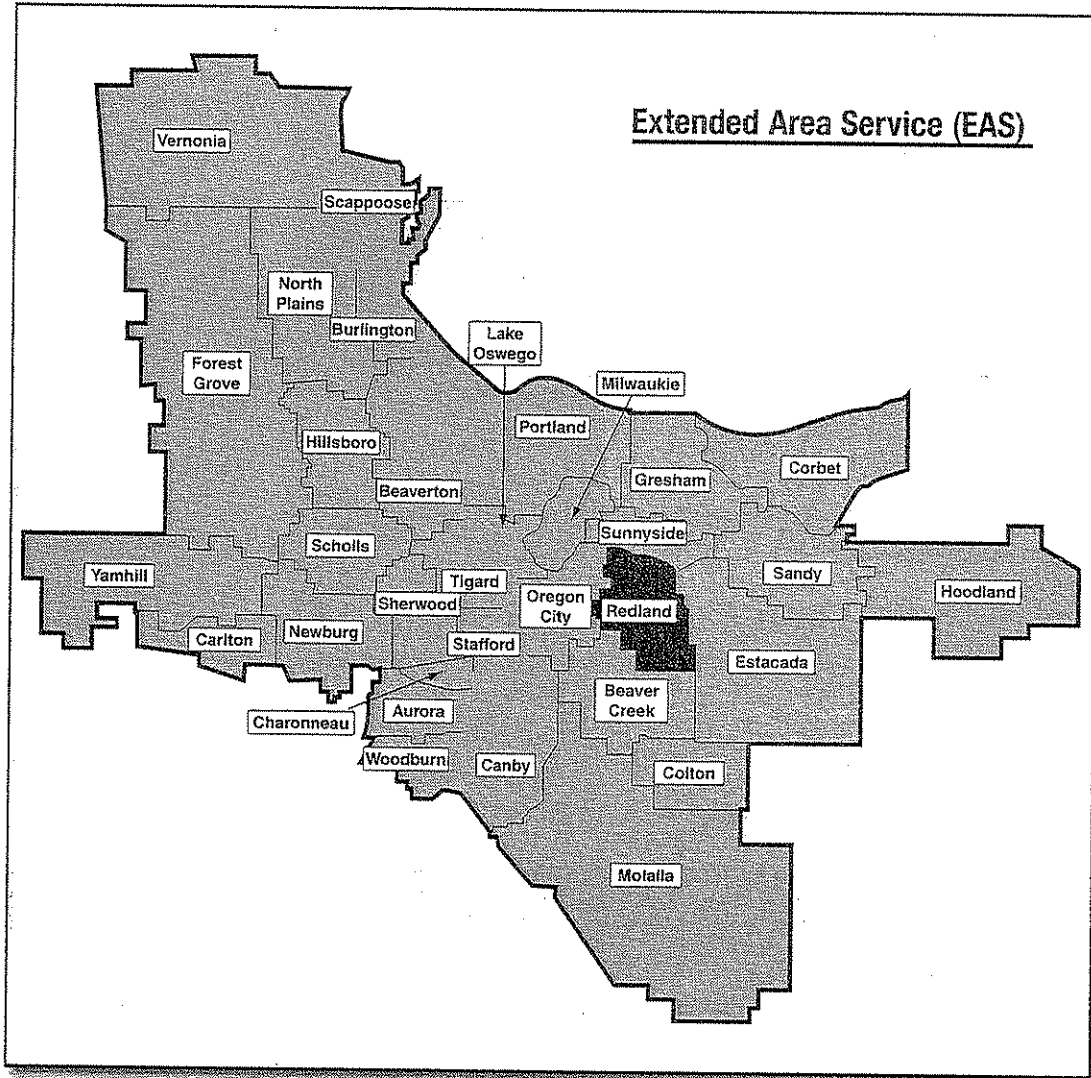 Extended Area Service (EAS)
Vernonia
Scappoose
North
Plains
Burlington
Lake
Oswego
Forest
Grove
Milwaukie
Portland
Hillsboro
Corbet
Gresham
Beaverton
Sunnyside
Scholls
Yamhill
Tigard
Sandy
Hoodland
Sherwood
Oregon
City
Redland
Carlton
Newburg
Stafford
Estacada
Beaver
Creek
Charonneau
Aurora
Woodburn
Canby
Colton
Molalla